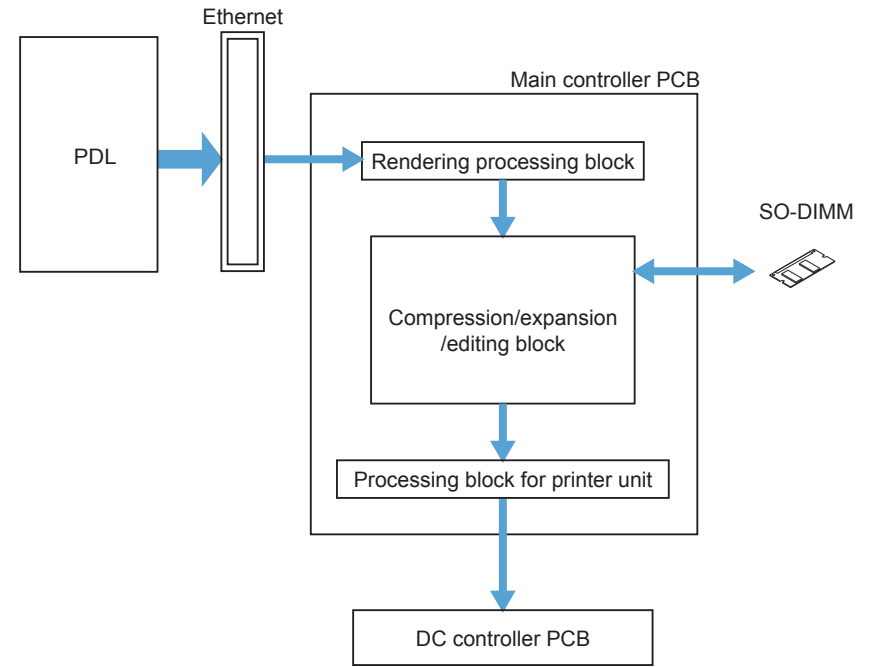 Ethernet
Main controller PCB
PDL
Rendering processing block
SO-DIMM
Compression/expansion
/editing block
Processing block for printer unit
DC controller PCB